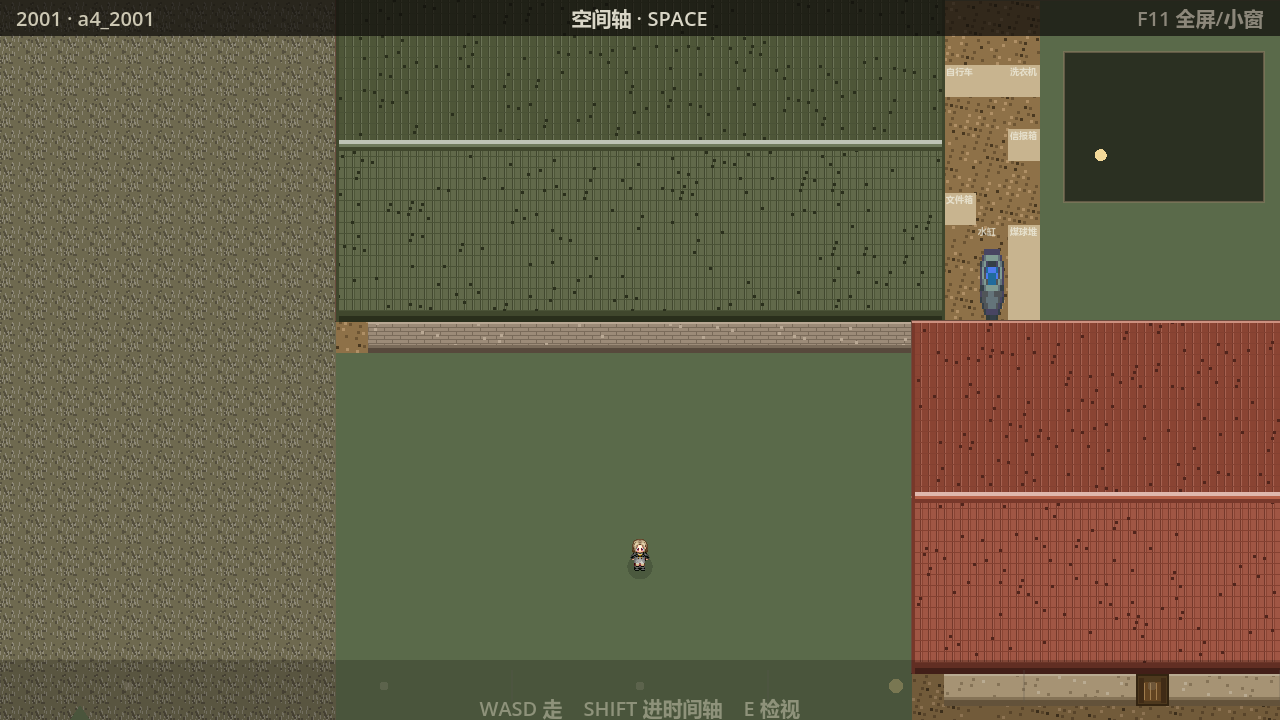 2001 · a4_2001
空间轴 · SPACE
F11 全屏/小窗
自行车
洗衣机
信报箱
文件箱
水缸
煤球堆
WASD 走 SHIFT 进时间轴 E 检视